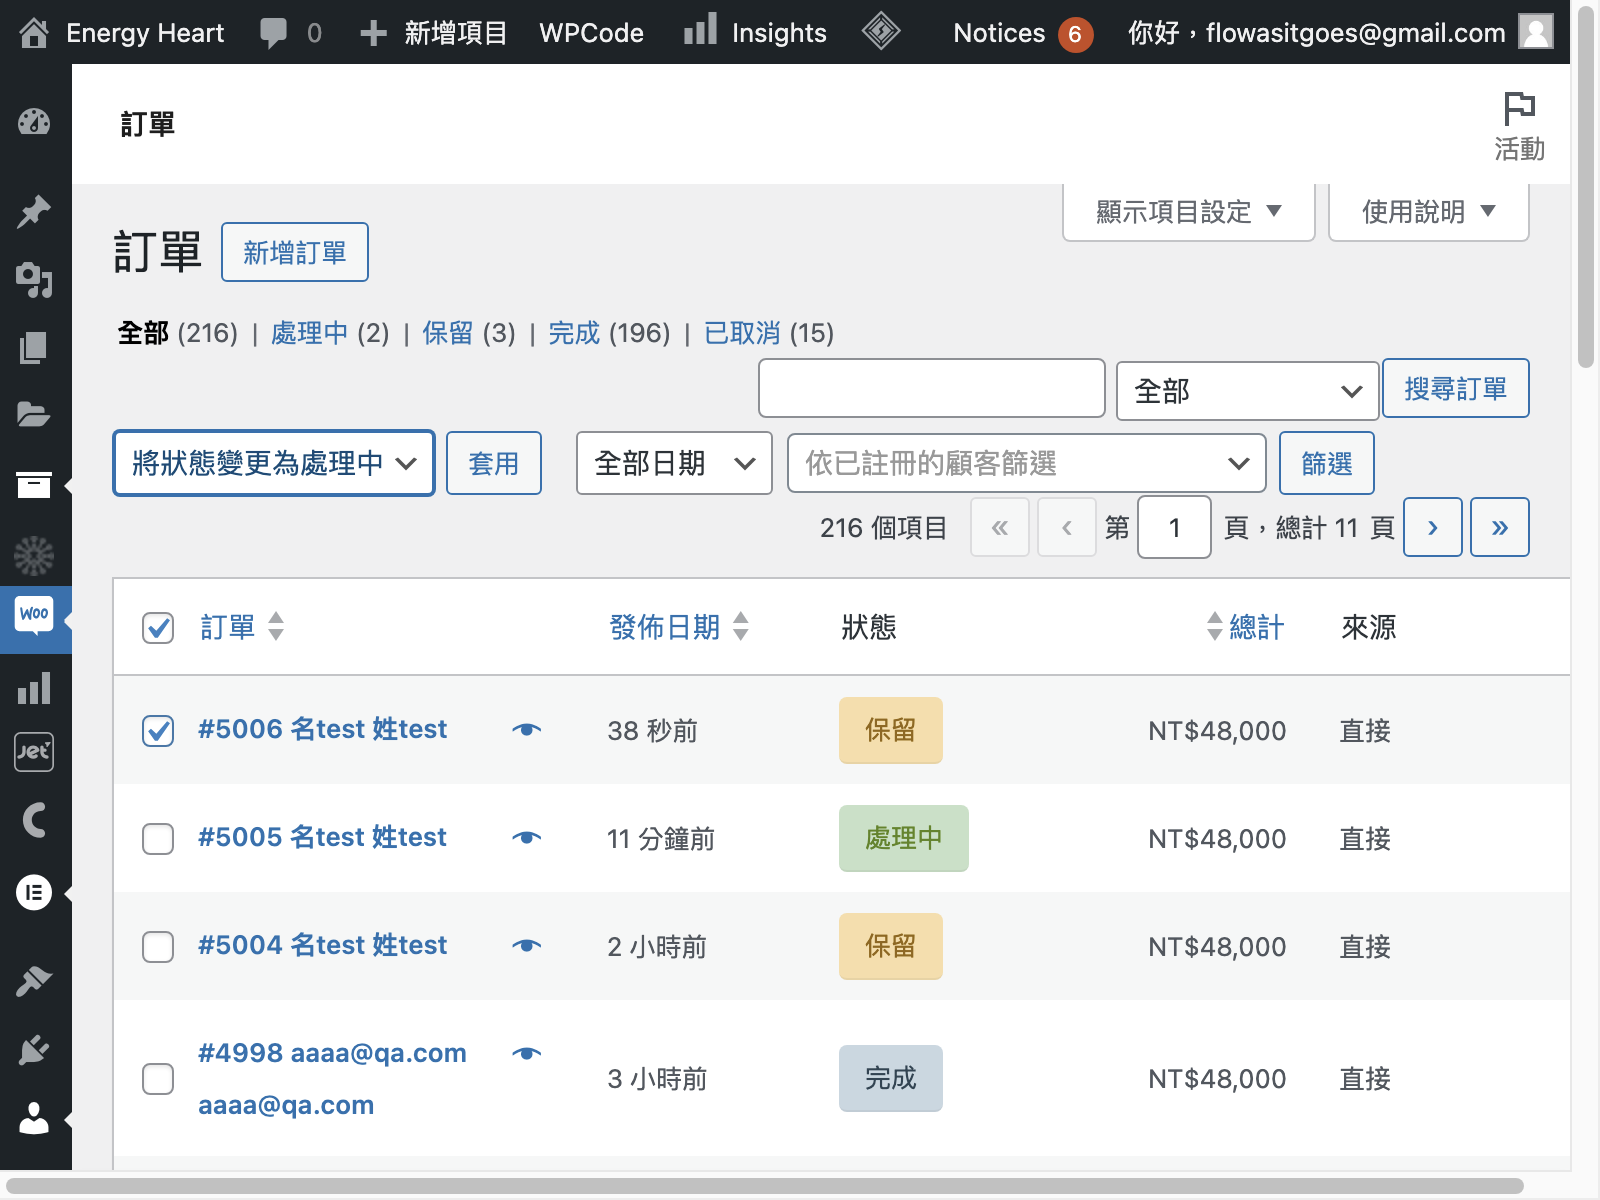 Energy Heart 0 新增項目 WPCode Insights Notices 6 你好，flowasitgoes@gmail.com
訂單
活動
顯示項目設定 ▼ 使用說明 ▼
訂單 新增訂單
全部 (216) | 處理中 (2) | 保留 (3) | 完成 (196) | 已取消 (15)
全部 搜尋訂單
將狀態變更為處理中 套用 全部日期 依已註冊的顧客篩選 篩選
216 個項目 « ‹ 第 1 頁，總計 11 頁 › »
訂單 發佈日期 狀態 總計 來源
Woo
#5006 名test 姓test 38 秒前 保留 NT$48,000 直接
Jet
#5005 名test 姓test 11 分鐘前 處理中 NT$48,000 直接
#5004 名test 姓test 2 小時前 保留 NT$48,000 直接
#4998 aaaa@qa.com
aaaa@qa.com 3 小時前 完成 NT$48,000 直接